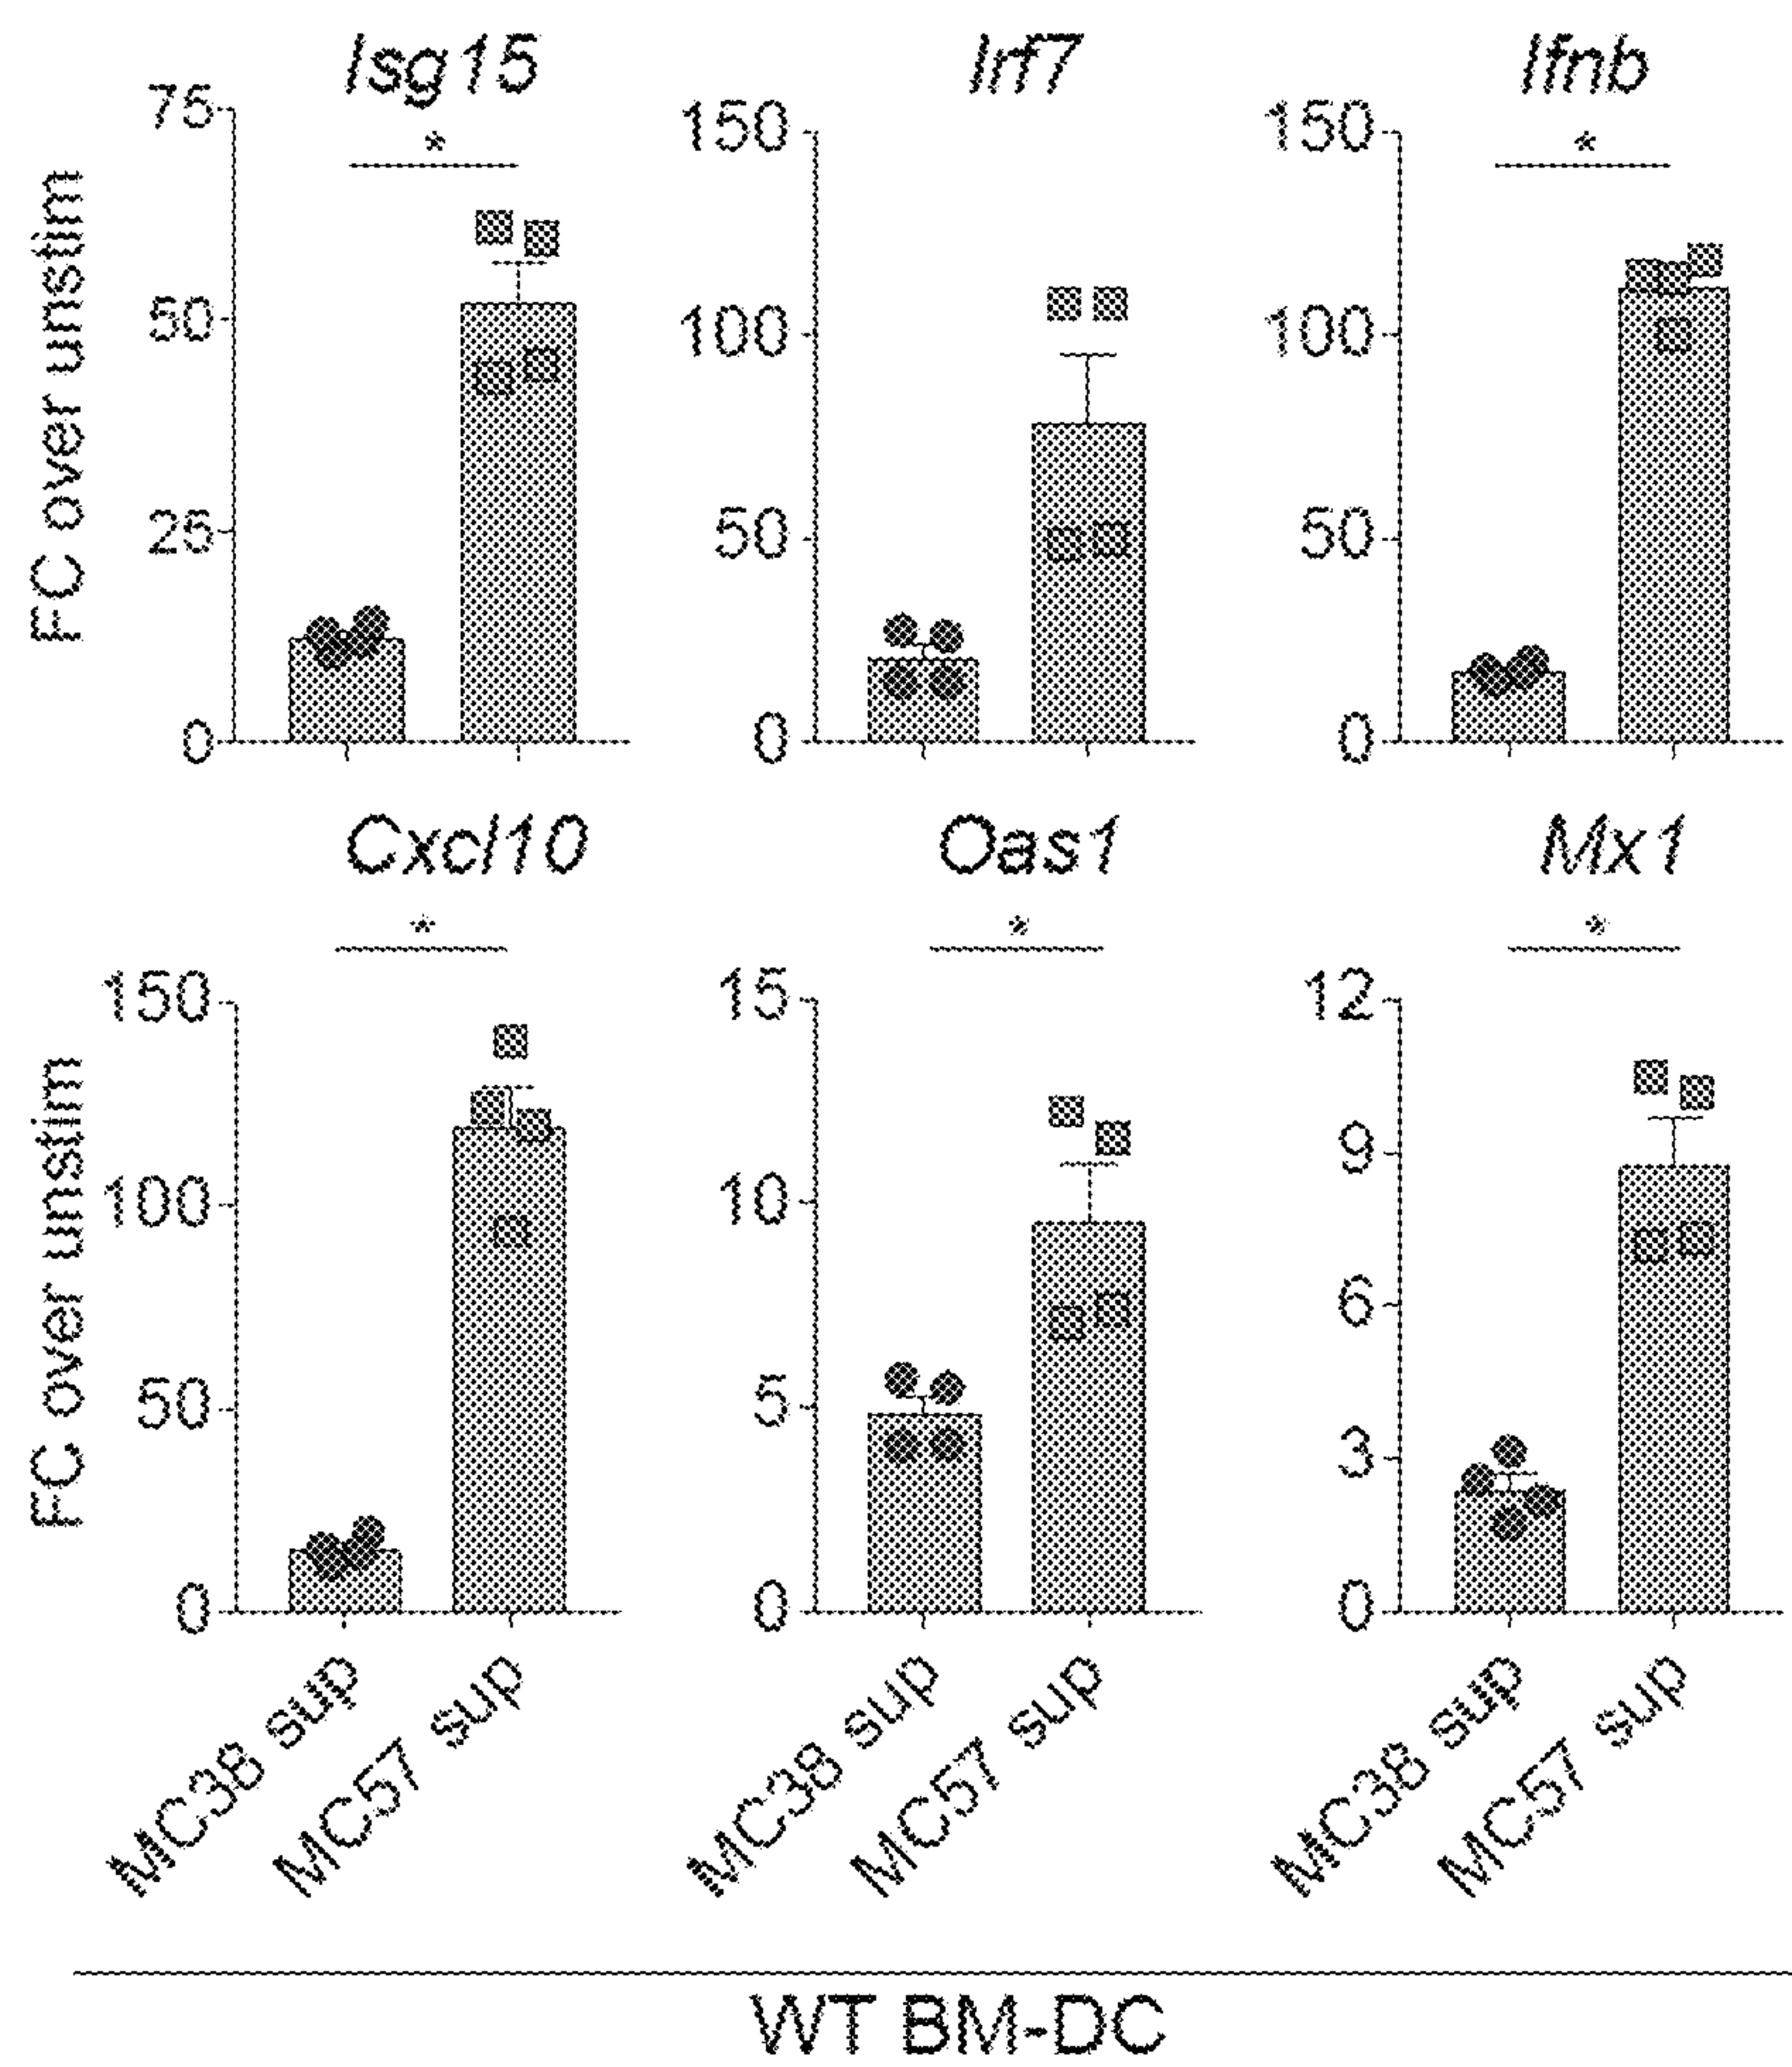 Isg15 Irf7 Ifnb
FC over unstim
75
50
25
0
*
150
100
50
0
150
100
50
0
*
Cxcl10 Oas1 Mx1
FC over unstim
150
100
50
0
*
15
10
5
0
*
12
9
6
3
0
*
MC38 sup
MC57 sup
MC38 sup
MC57 sup
MC38 sup
MC57 sup
WT BM-DC